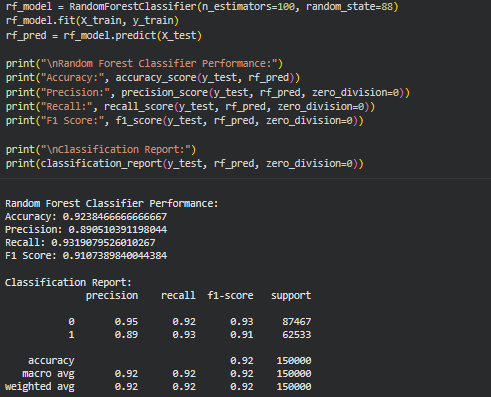 rf_model = RandomForestClassifier(n_estimators=100, random_state=88)
rf_model.fit(X_train, y_train)
rf_pred = rf_model.predict(X_test)

print("\nRandom Forest Classifier Performance:")
print("Accuracy:", accuracy_score(y_test, rf_pred))
print("Precision:", precision_score(y_test, rf_pred, zero_division=0))
print("Recall:", recall_score(y_test, rf_pred, zero_division=0))
print("F1 Score:", f1_score(y_test, rf_pred, zero_division=0))

print("\nClassification Report:")
print(classification_report(y_test, rf_pred, zero_division=0))

Random Forest Classifier Performance:
Accuracy: 0.9238466666666667
Precision: 0.890510391198044
Recall: 0.9319079526010267
F1 Score: 0.9107389840044384

Classification Report:
              precision    recall  f1-score   support

           0       0.95      0.92      0.93     87467
           1       0.89      0.93      0.91     62533

    accuracy                           0.92    150000
   macro avg       0.92      0.92      0.92    150000
weighted avg       0.92      0.92      0.92    150000